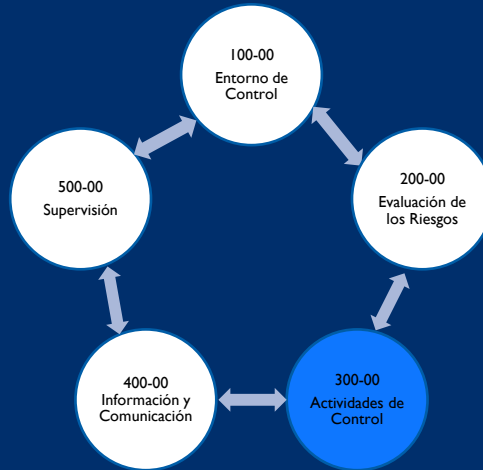 100-00
Entorno de
Control
200-00
Evaluación de
los Riesgos
300-00
Actividades de
Control
400-00
Información y
Comunicación
500-00
Supervisión